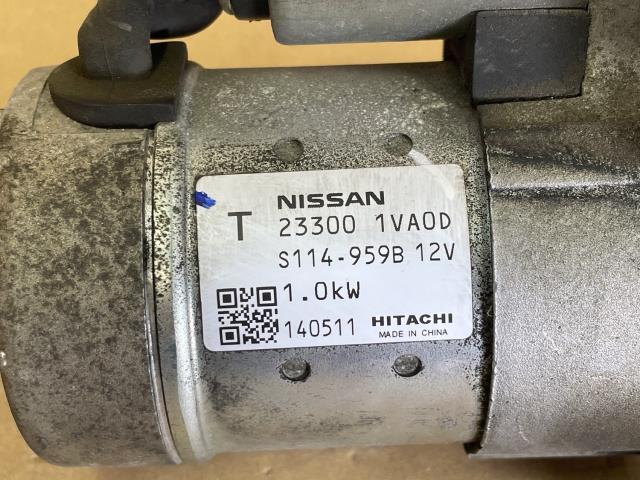 NISSAN
T 23300 1VA0D
S114-959B 12V
1.0kW
140511 HITACHI
MADE IN CHINA